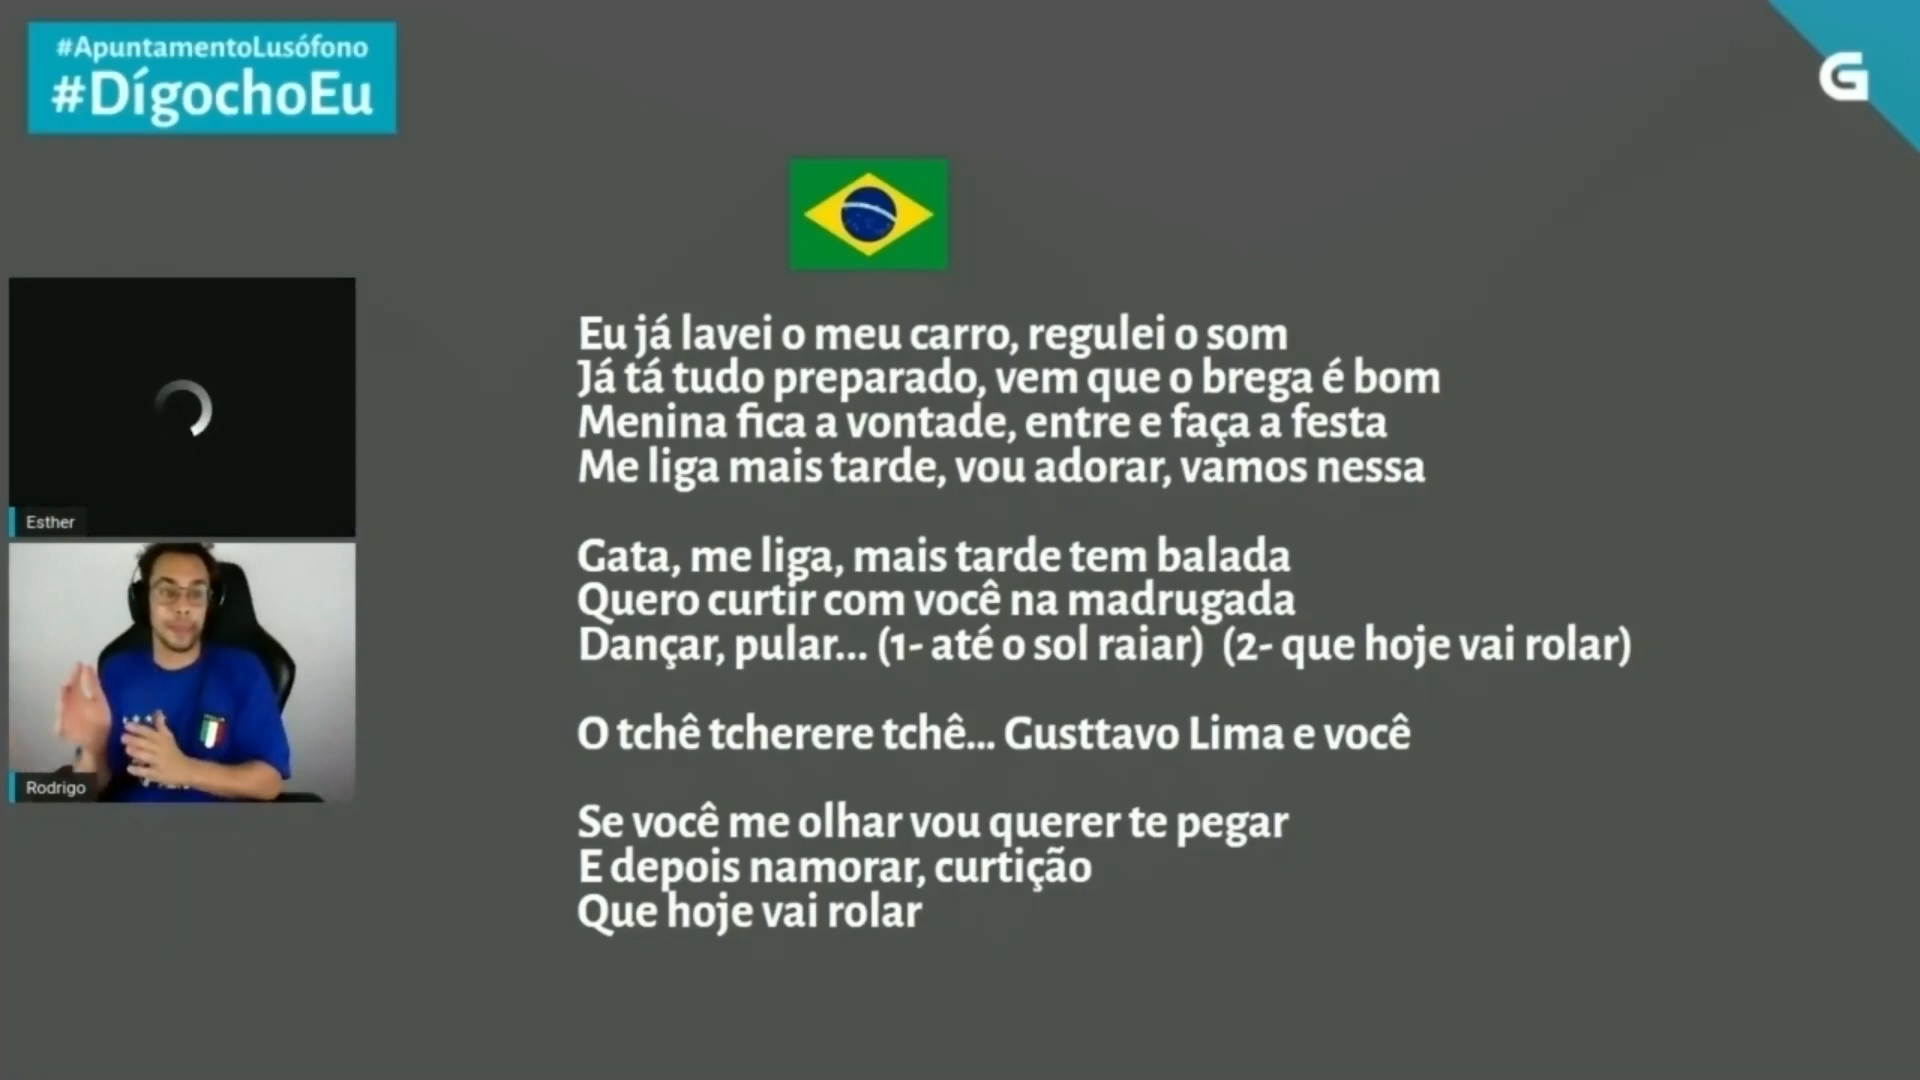 #ApuntamentoLusófono
#DígochoEu
G
Eu já lavei o meu carro, regulei o som
Já tá tudo preparado, vem que o brega é bom
Menina fica a vontade, entre e faça a festa
Me liga mais tarde, vou adorar, vamos nessa
Gata, me liga, mais tarde tem balada
Quero curtir com você na madrugada
Dançar, pular... (1- até o sol raiar) (2- que hoje vai rolar)
O tchê tcherere tchê... Gusttavo Lima e você
Se você me olhar vou querer te pegar
E depois namorar, curtição
Que hoje vai rolar
Esther
Rodrigo